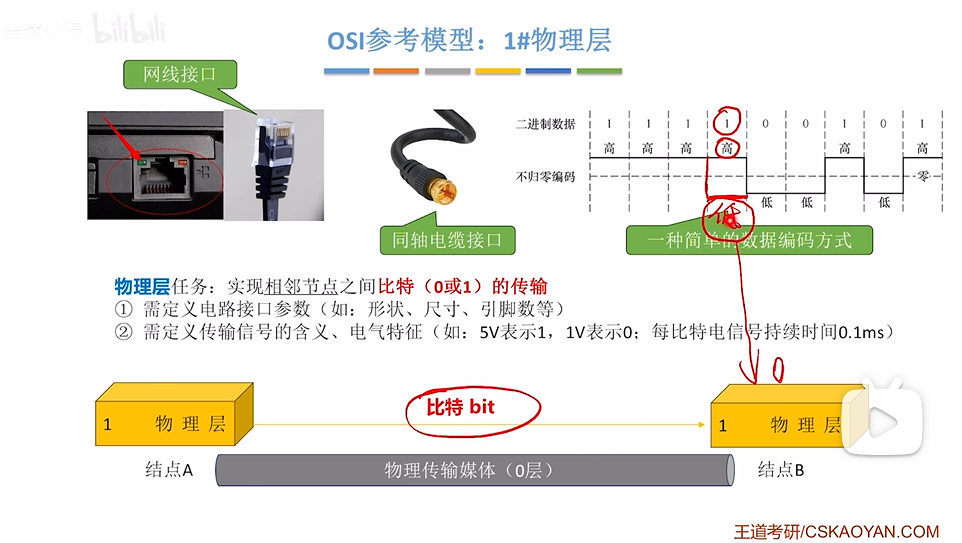 bilibili
OSI参考模型：1#物理层
网线接口
二进制数据 1 1 1 1 0 0 1 0 1
高 高 高 高 高 高
不归零编码 零
低 低 低
低
同轴电缆接口
一种简单的数据编码方式
物理层任务：实现相邻节点之间比特（0或1）的传输
① 需定义电路接口参数（如：形状、尺寸、引脚数等）
② 需定义传输信号的含义、电气特征（如：5V表示1，1V表示0；每比特电信号持续时间0.1ms）
0
比特 bit
1 物 理 层
1 物 理 层
结点A
物理传输媒体（0层）
结点B
王道考研/CSKAOYAN.COM